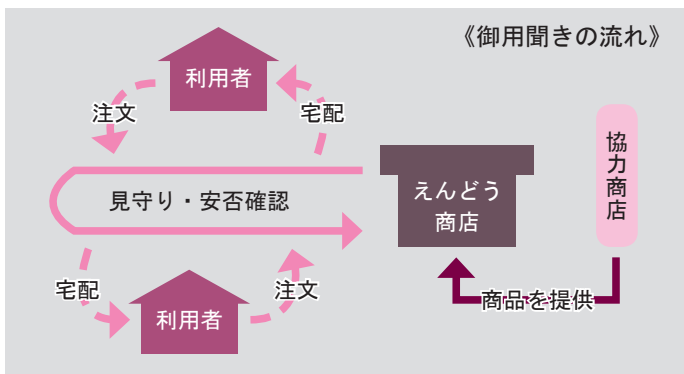 《御用聞きの流れ》
利用者
注文
宅配
見守り・安否確認
えんどう
商店
協力商店
宅配
利用者
注文
商品を提供